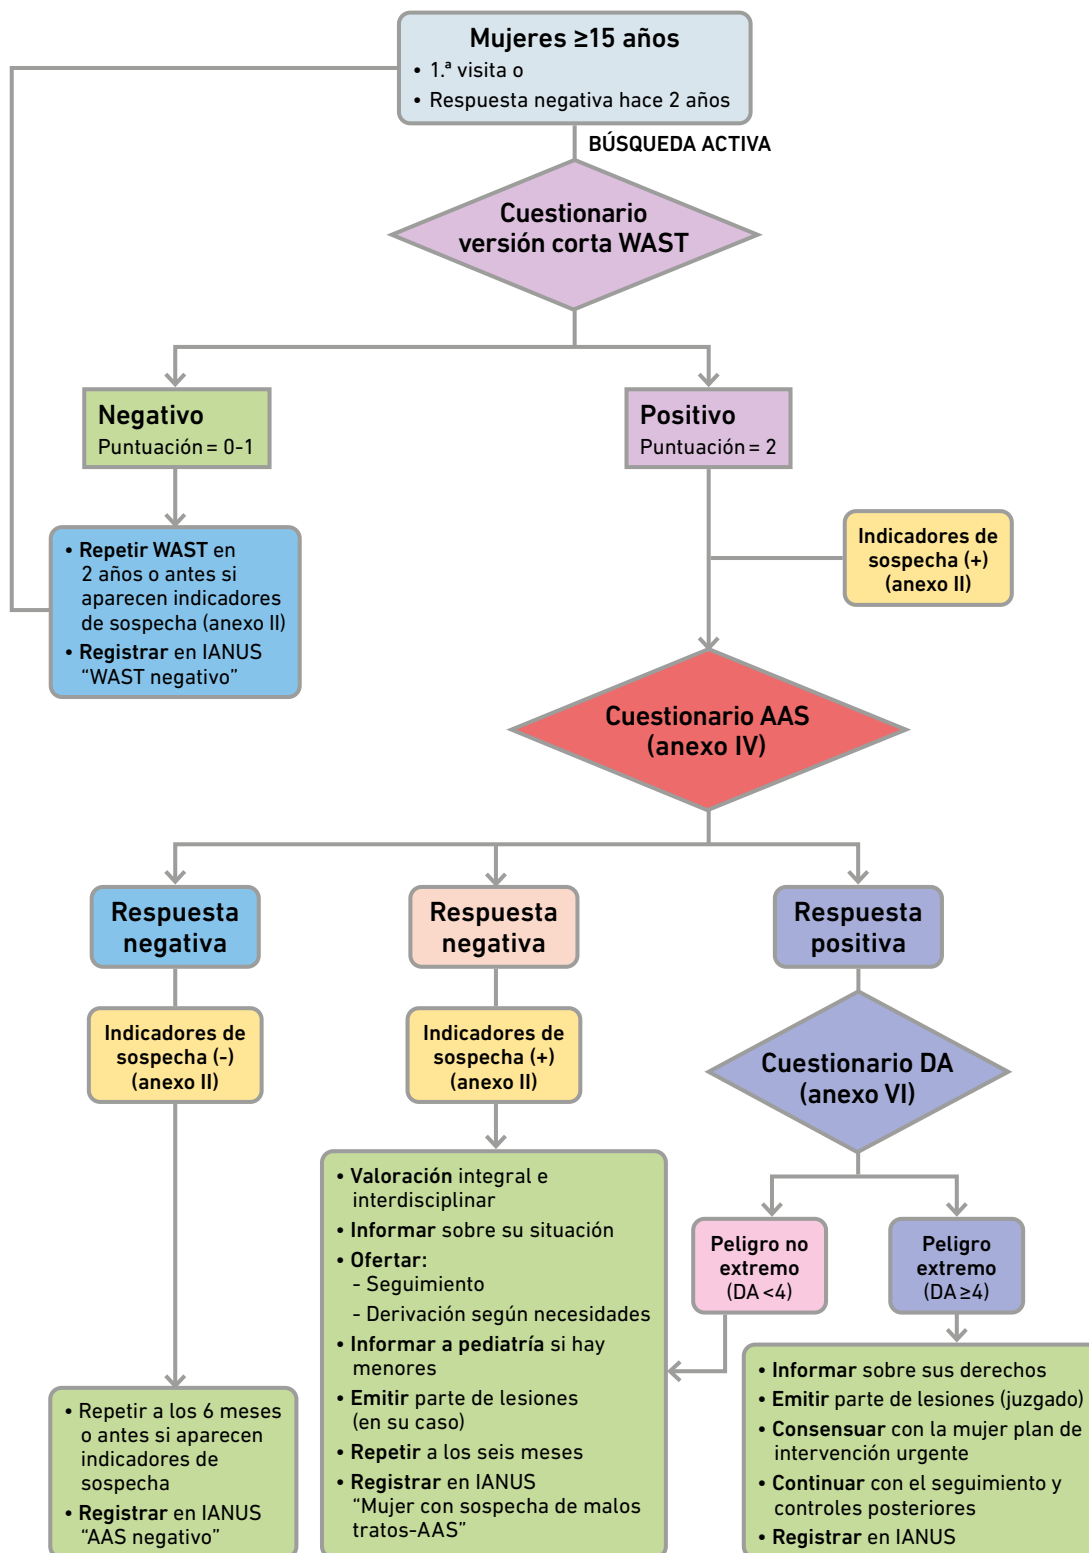 Mujeres ≥15 años
• 1.ª visita o
• Respuesta negativa hace 2 años
BÚSQUEDA ACTIVA
Cuestionario
versión corta WAST
Negativo
Puntuación = 0-1
Positivo
Puntuación = 2
• Repetir WAST en
2 años o antes si
aparecen indicadores
de sospecha (anexo II)
• Registrar en IANUS
“WAST negativo”
Indicadores de
sospecha (+)
(anexo II)
Cuestionario AAS
(anexo IV)
Respuesta
negativa
Respuesta
negativa
Respuesta
positiva
Indicadores de
sospecha (-)
(anexo II)
Indicadores de
sospecha (+)
(anexo II)
Cuestionario DA
(anexo VI)
• Valoración integral e
interdisciplinar
• Informar sobre su situación
• Ofertar:
- Seguimiento
- Derivación según necesidades
• Informar a pediatría si hay
menores
• Emitir parte de lesiones
(en su caso)
• Repetir a los seis meses
• Registrar en IANUS
“Mujer con sospecha de malos
tratos-AAS”
Peligro no
extremo
(DA <4)
Peligro
extremo
(DA ≥4)
• Repetir a los 6 meses
o antes si aparecen
indicadores de
sospecha
• Registrar en IANUS
“AAS negativo”
• Informar sobre sus derechos
• Emitir parte de lesiones (juzgado)
• Consensuar con la mujer plan de
intervención urgente
• Continuar con el seguimiento y
controles posteriores
• Registrar en IANUS